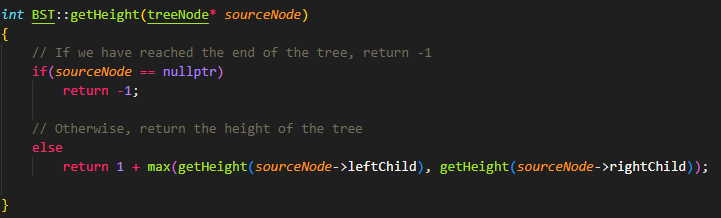 int BST::getHeight(treeNode* sourceNode)
{
// If we have reached the end of the tree, return -1
if(sourceNode == nullptr)
return -1;
// Otherwise, return the height of the tree
else
return 1 + max(getHeight(sourceNode->leftChild), getHeight(sourceNode->rightChild));
}